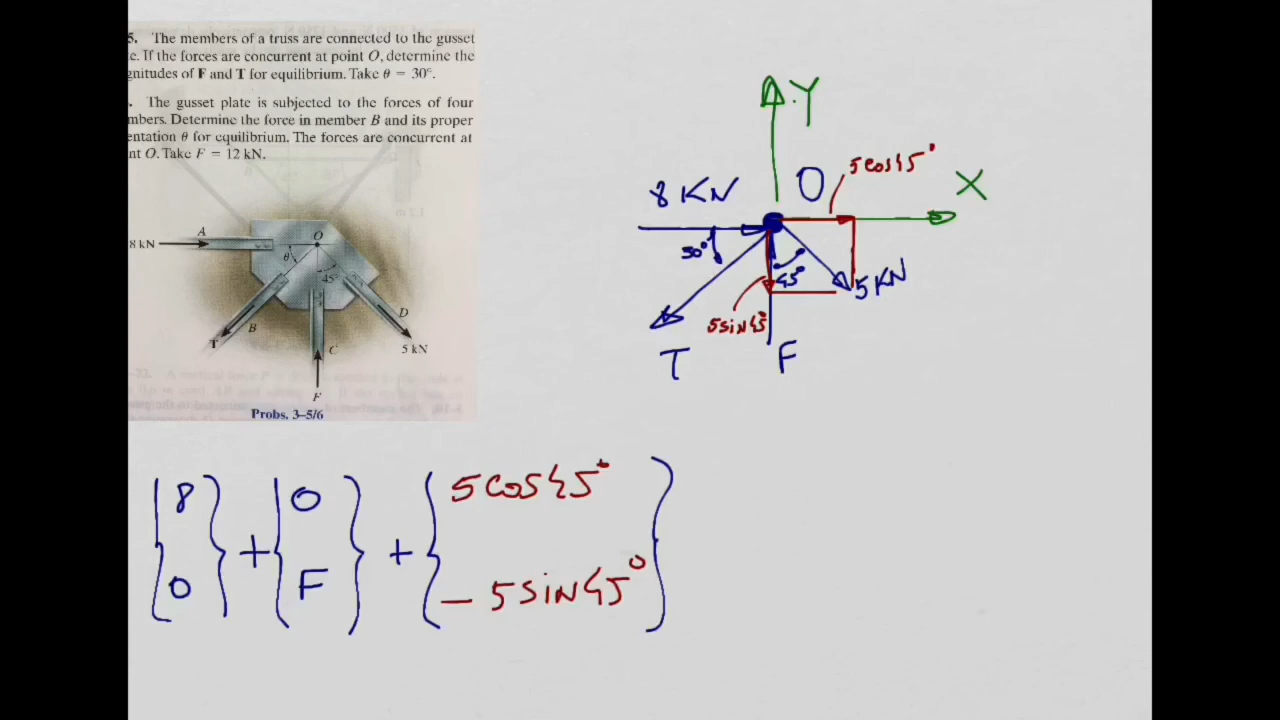 5. The members of a truss are connected to the gusset
e. If the forces are concurrent at point O, determine the
gnitudes of F and T for equilibrium. Take θ = 30°.
. The gusset plate is subjected to the forces of four
mbers. Determine the force in member B and its proper
entation θ for equilibrium. The forces are concurrent at
nt O. Take F = 12 kN.
A
8 kN
O
θ
45°
B
T
C
D
5 kN
F
Probs. 3–5/6
Y
8 KN
O
5cos45°
X
30°
45°
5 KN
5sin45°
T
F
8
0
+
0
F
+
5cos45°
- 5sin45°